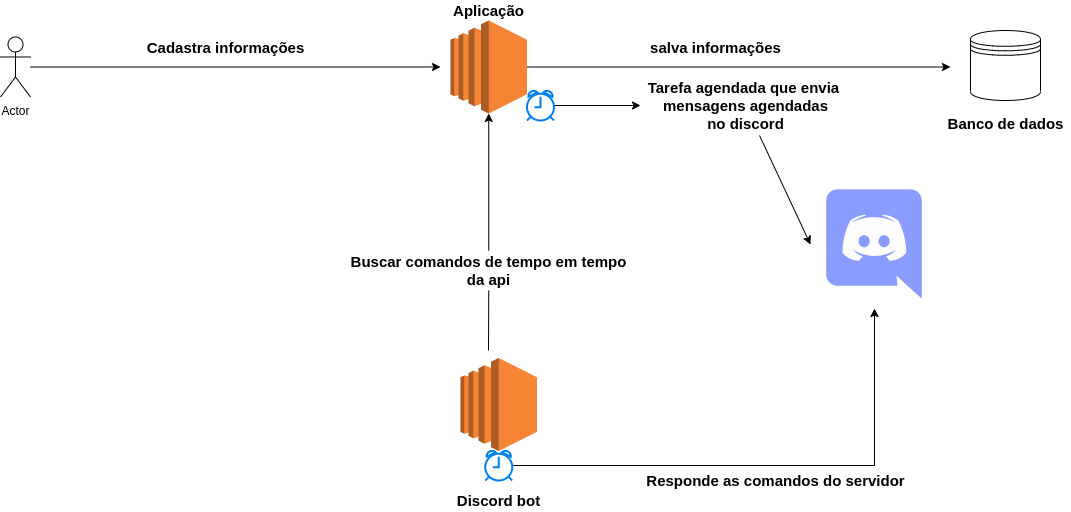 Aplicação
Cadastra informações
salva informações
Actor
Tarefa agendada que envia
mensagens agendadas
no discord
Banco de dados
Buscar comandos de tempo em tempo
da api
Responde as comandos do servidor
Discord bot